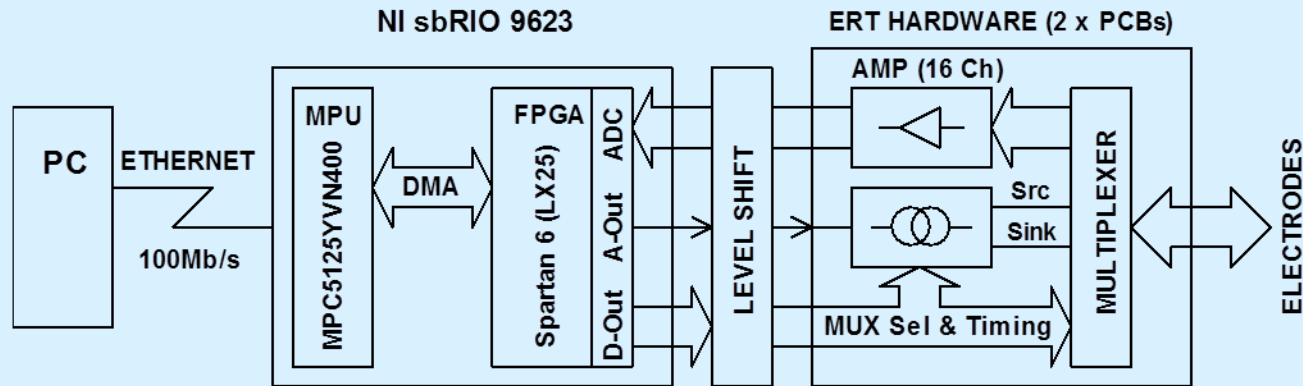 NI sbRIO 9623
ERT HARDWARE (2 x PCBs)
PC
ETHERNET
100Mb/s
MPU
MPC5125YVN400
DMA
FPGA
Spartan 6 (LX25)
ADC
A-Out
D-Out
LEVEL SHIFT
AMP (16 Ch)
Src
Sink
MUX Sel & Timing
MULTIPLEXER
ELECTRODES